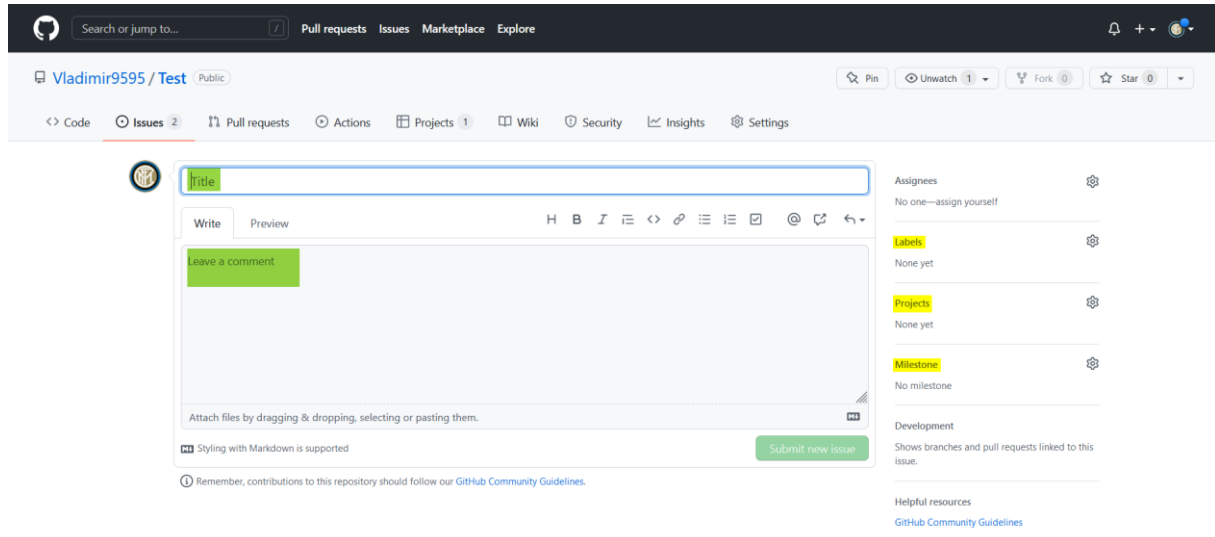 Search or jump to... / Pull requests Issues Marketplace Explore
Vladimir9595 / Test Public Pin Unwatch 1 Fork 0 Star 0
Code Issues 2 Pull requests Actions Projects 1 Wiki Security Insights Settings
Title
Write Preview H B I @
Leave a comment
Attach files by dragging & dropping, selecting or pasting them.
Styling with Markdown is supported Submit new issue
Remember, contributions to this repository should follow our GitHub Community Guidelines.
Assignees
No one—assign yourself
Labels
None yet
Projects
None yet
Milestone
No milestone
Development
Shows branches and pull requests linked to this
issue.
Helpful resources
GitHub Community Guidelines